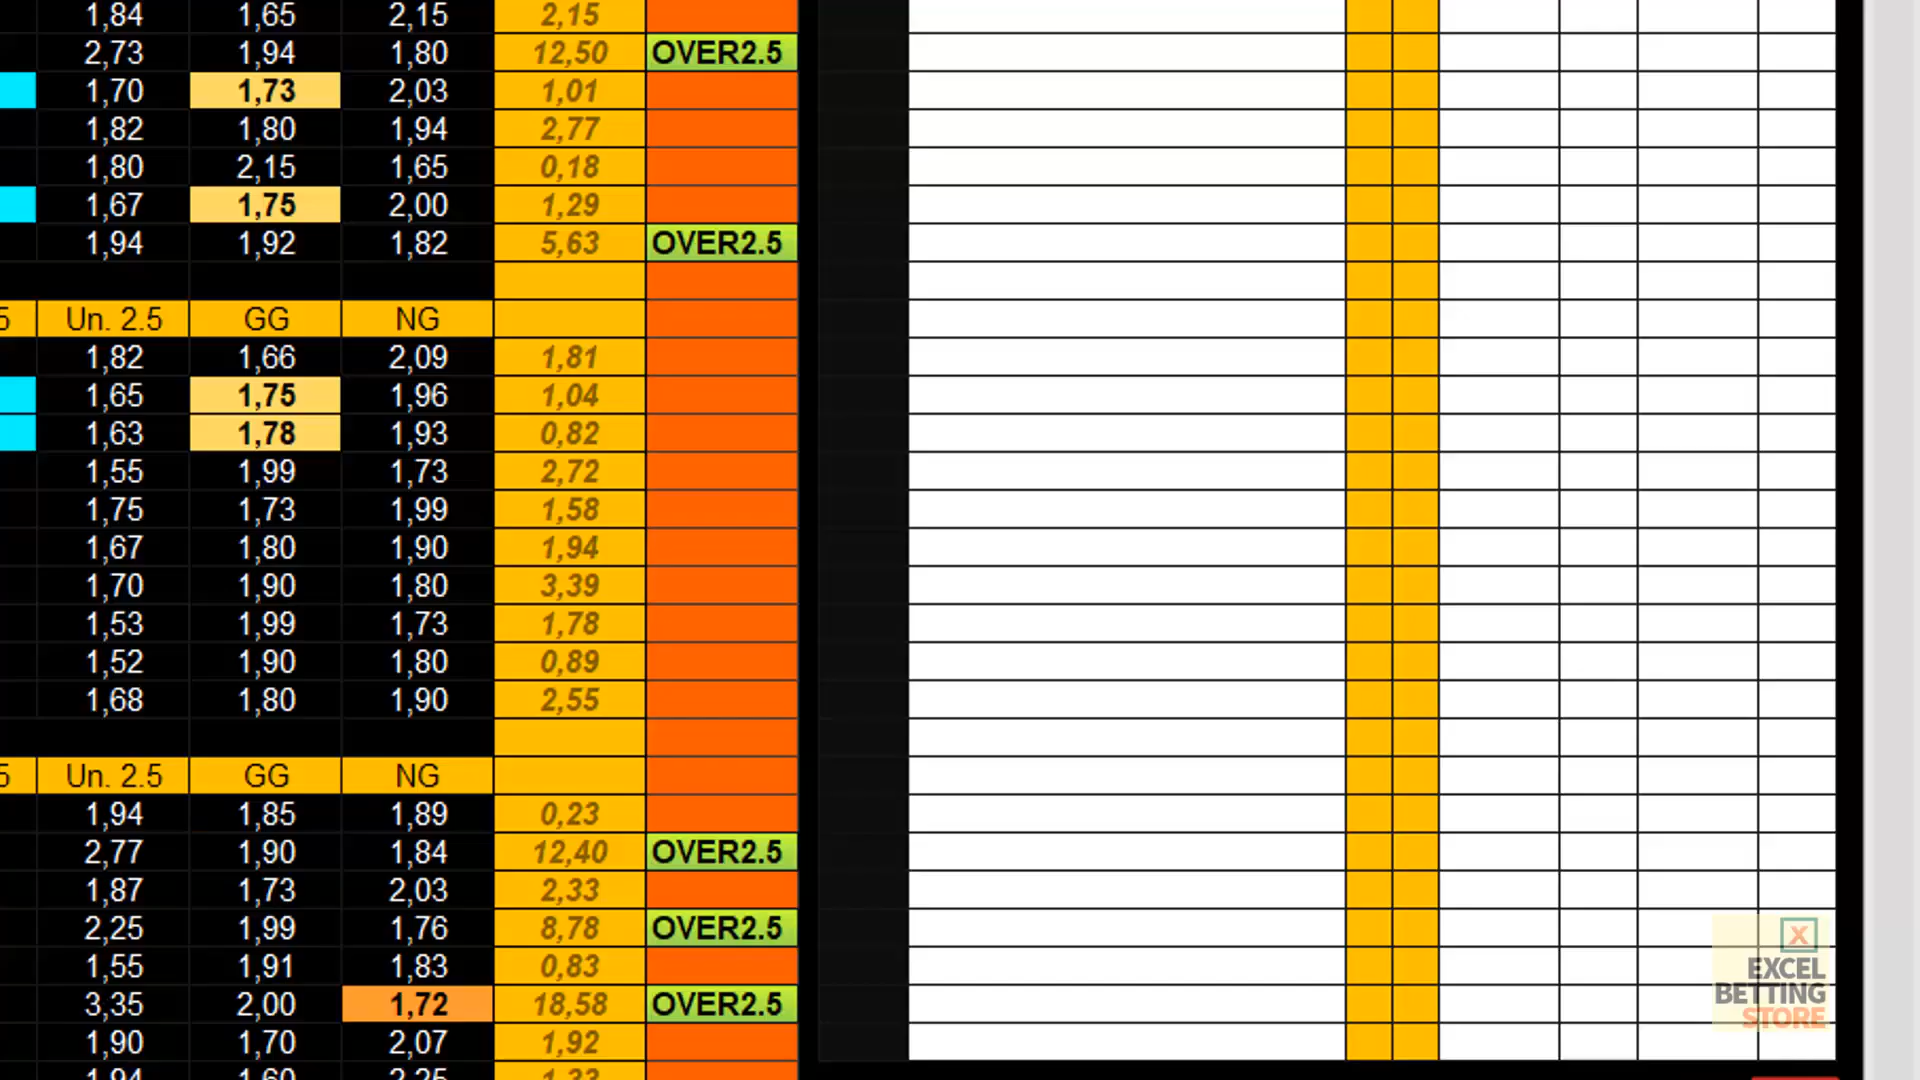 1,84 1,65 2,15 2,15
2,73 1,94 1,80 12,50 OVER2.5
1,70 1,73 2,03 1,01
1,82 1,80 1,94 2,77
1,80 2,15 1,65 0,18
1,67 1,75 2,00 1,29
1,94 1,92 1,82 5,63 OVER2.5
5 Un. 2.5 GG NG
1,82 1,66 2,09 1,81
1,65 1,75 1,96 1,04
1,63 1,78 1,93 0,82
1,55 1,99 1,73 2,72
1,75 1,73 1,99 1,58
1,67 1,80 1,90 1,94
1,70 1,90 1,80 3,39
1,53 1,99 1,73 1,78
1,52 1,90 1,80 0,89
1,68 1,80 1,90 2,55
5 Un. 2.5 GG NG
1,94 1,85 1,89 0,23
2,77 1,90 1,84 12,40 OVER2.5
1,87 1,73 2,03 2,33
2,25 1,99 1,76 8,78 OVER2.5
1,55 1,91 1,83 0,83
3,35 2,00 1,72 18,58 OVER2.5
1,90 1,70 2,07 1,92
X
EXCEL
BETTING
STORE